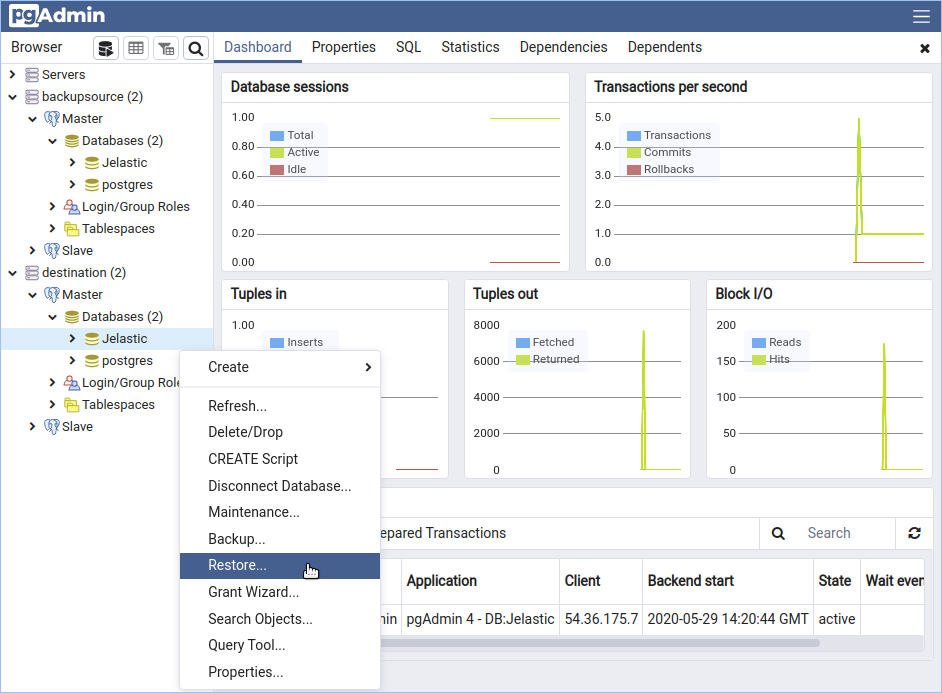 pgAdmin
Browser
Dashboard Properties SQL Statistics Dependencies Dependents
Servers
backupsource (2)
Master
Databases (2)
Jelastic
postgres
Login/Group Roles
Tablespaces
Slave
destination (2)
Master
Databases (2)
Jelastic
postgres
Login/Group Role
Tablespaces
Slave
Create
Refresh...
Delete/Drop
CREATE Script
Disconnect Database...
Maintenance...
Backup...
Restore...
Grant Wizard...
Search Objects...
Query Tool...
Properties...
Database sessions
1.00
0.80
0.60
0.40
0.20
0.00
Total
Active
Idle
Transactions per second
5.0
4.0
3.0
2.0
1.0
0.0
Transactions
Commits
Rollbacks
Tuples in
1.00
Inserts
Tuples out
8000
6000
4000
2000
0
Fetched
Returned
Block I/O
200
150
100
50
0
Reads
Hits
epared Transactions
Search
Application Client Backend start State Wait even
nin pgAdmin 4 - DB:Jelastic 54.36.175.7 2020-05-29 14:20:44 GMT active